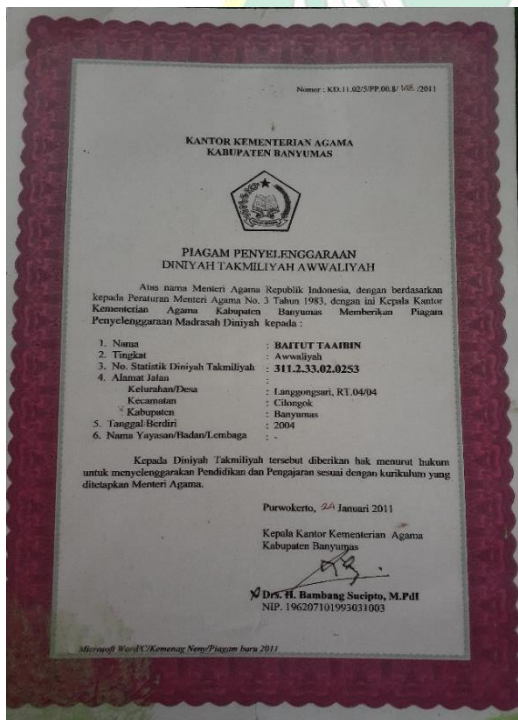 Nomor : KD.11.02/5/PP.00.8/ /2011
KANTOR KEMENTERIAN AGAMA
KABUPATEN BANYUMAS
PIAGAM PENYELENGGARAAN
DINIYAH TAKMILIYAH AWWALIYAH
Atas nama Menteri Agama Republik Indonesia, dengan berdasarkan
kepada Peraturan Menteri Agama No. 3 Tahun 1983, dengan ini Kepala Kantor
Kementerian Agama Kabupaten Banyumas Memberikan Piagam
Penyelenggaraan Madrasah Diniyah kepada :
1. Nama : BAITUT TAAIBIN
2. Tingkat : Awwaliyah
3. No. Statistik Diniyah Takmiliyah : 311.2.33.02.0253
4. Alamat Jalan :
Kelurahan/Desa : Langgongsari, RT.04/04
Kecamatan : Cilongok
Kabupaten : Banyumas
5. Tanggal Berdiri : 2004
6. Nama Yayasan/Badan/Lembaga : -
Kepada Diniyah Takmiliyah tersebut diberikan hak menurut hukum
untuk menyelenggarakan Pendidikan dan Pengajaran sesuai dengan kurikulum yang
ditetapkan Menteri Agama.
Purwokerto, 24 Januari 2011
Kepala Kantor Kementerian Agama
Kabupaten Banyumas
Drs. H. Bambang Sucipto, M.PdI
NIP. 196207101993031003
Microsoft Word/C/Kemenag Neny/Piagam baru 2011